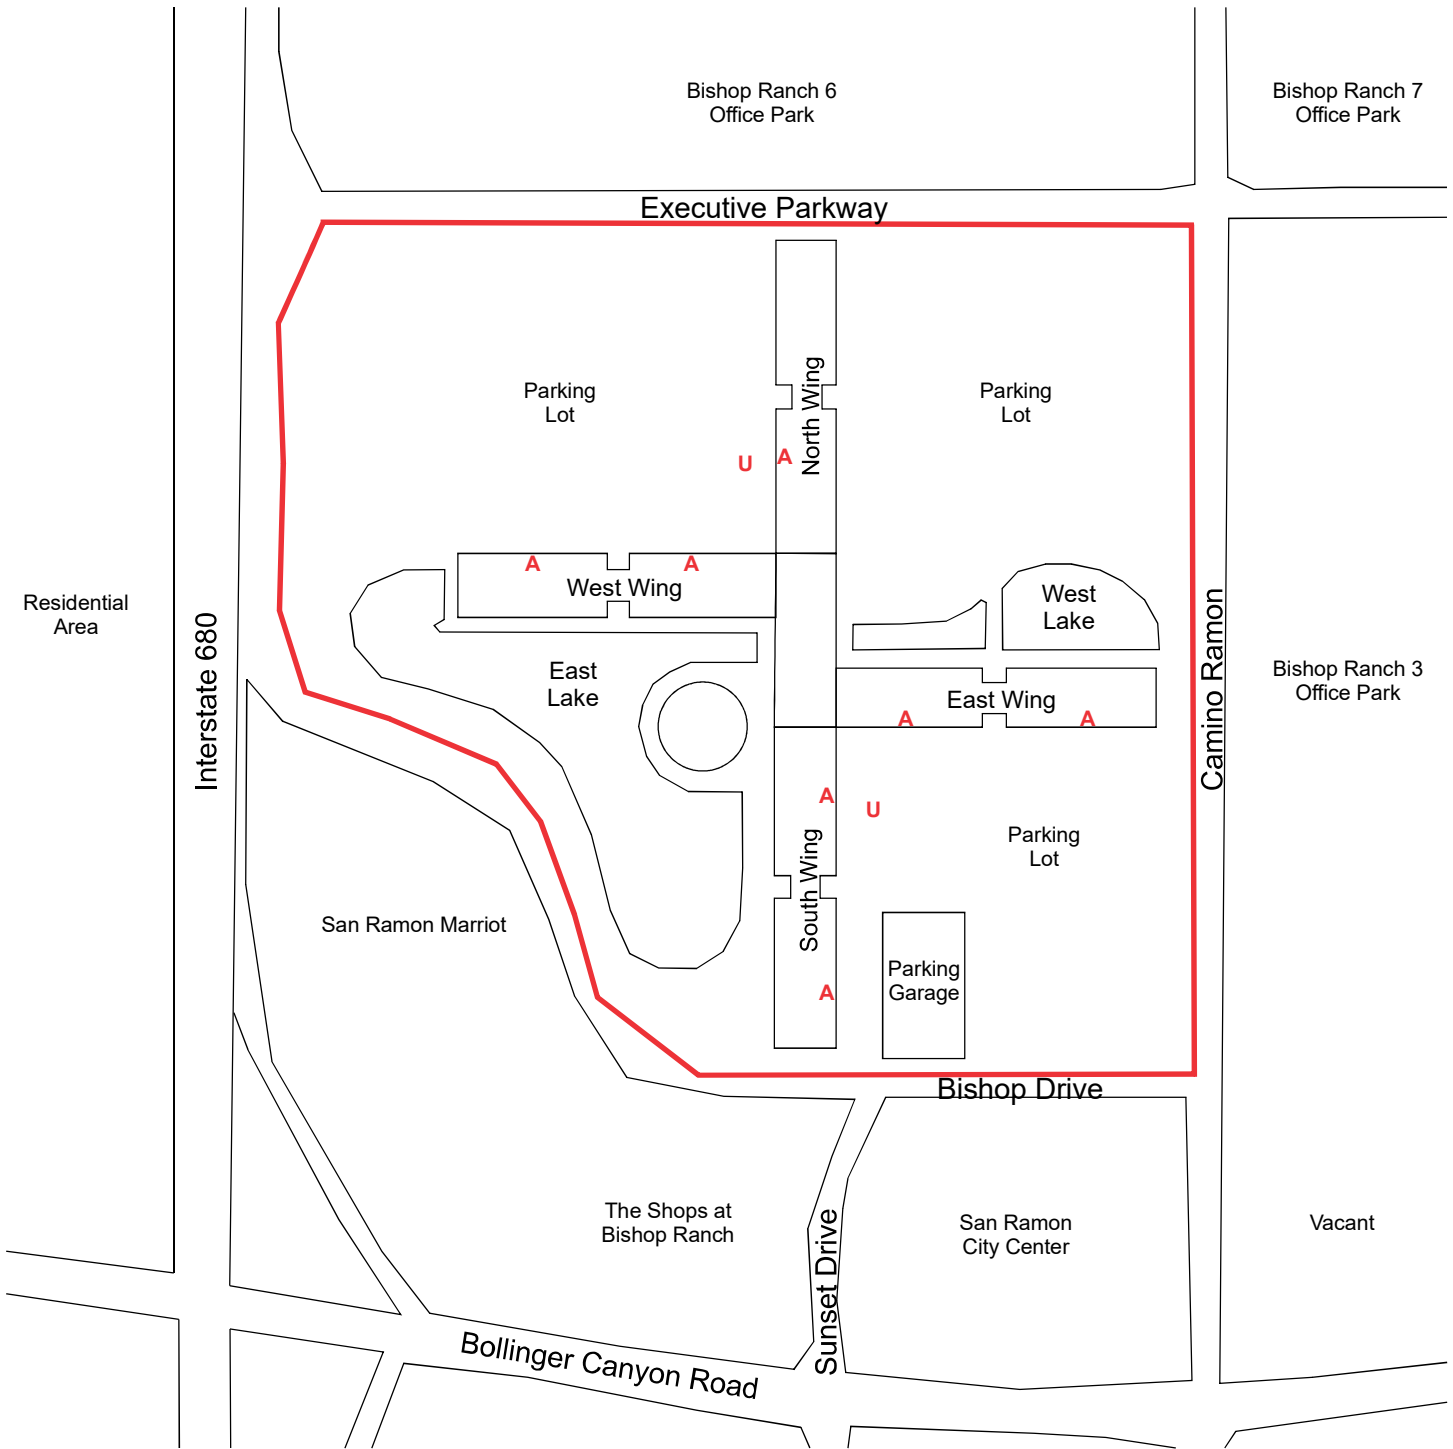 Bishop Ranch 6
Office Park
Bishop Ranch 7
Office Park
Executive Parkway
Parking
Lot
North Wing
Parking
Lot
U
A
A
A
West Wing
West
Lake
Residential
Area
Interstate 680
East
Lake
East Wing
A
A
Camino Ramon
Bishop Ranch 3
Office Park
A
U
South Wing
Parking
Lot
San Ramon Marriot
Parking
Garage
A
Bishop Drive
The Shops at
Bishop Ranch
Sunset Drive
San Ramon
City Center
Vacant
Bollinger Canyon Road